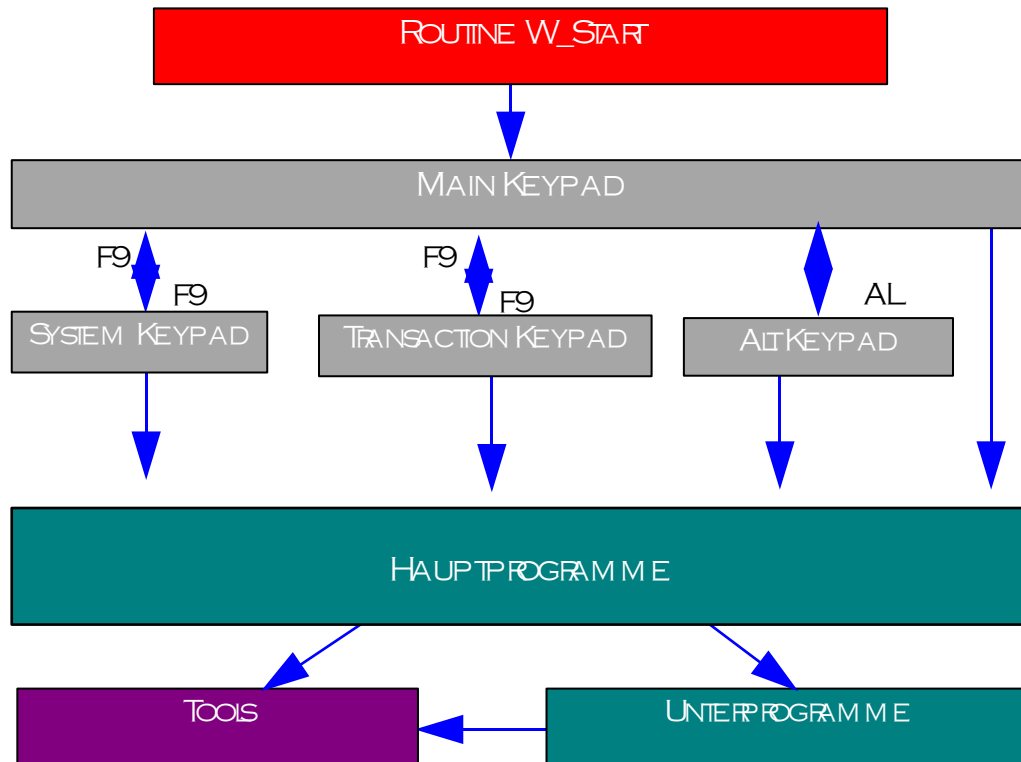 Routine W_Start
Main Keypad
F9
F9
F9
F9
AL
System Keypad
Transaction Keypad
Alt Keypad
Hauptprogramme
Tools
Unterprogramme